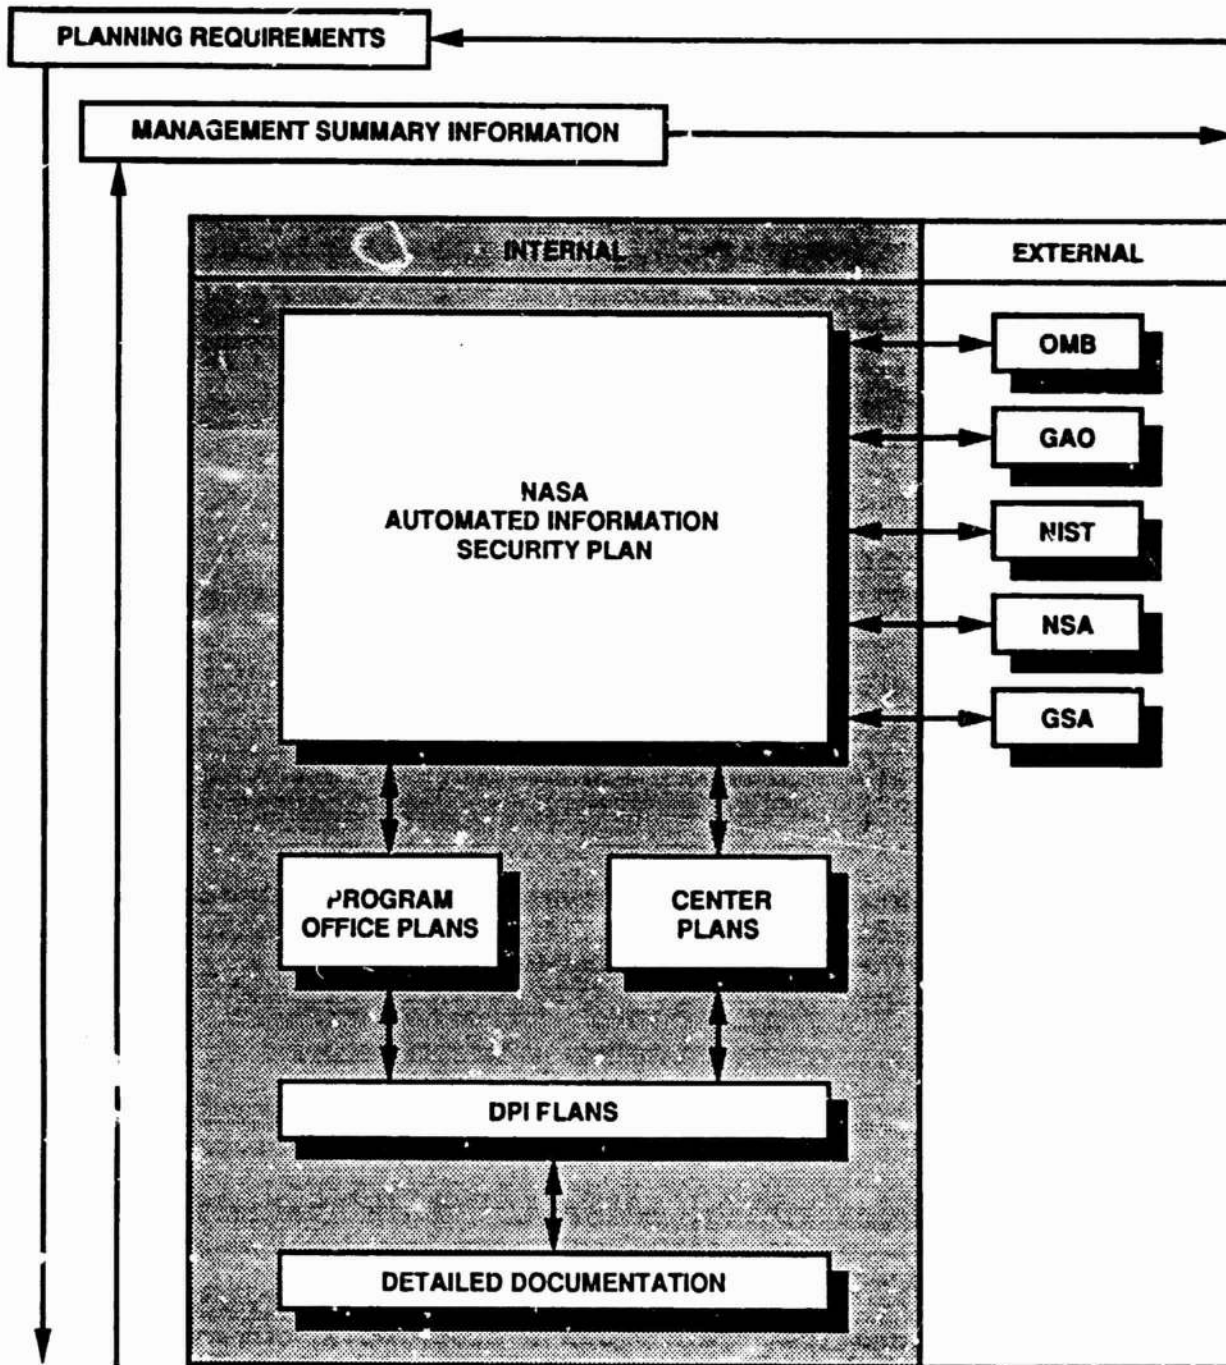 PLANNING REQUIREMENTS
MANAGEMENT SUMMARY INFORMATION
INTERNAL
EXTERNAL
NASA
AUTOMATED INFORMATION
SECURITY PLAN
OMB
GAO
NIST
NSA
GSA
PROGRAM
OFFICE PLANS
CENTER
PLANS
DPI PLANS
DETAILED DOCUMENTATION